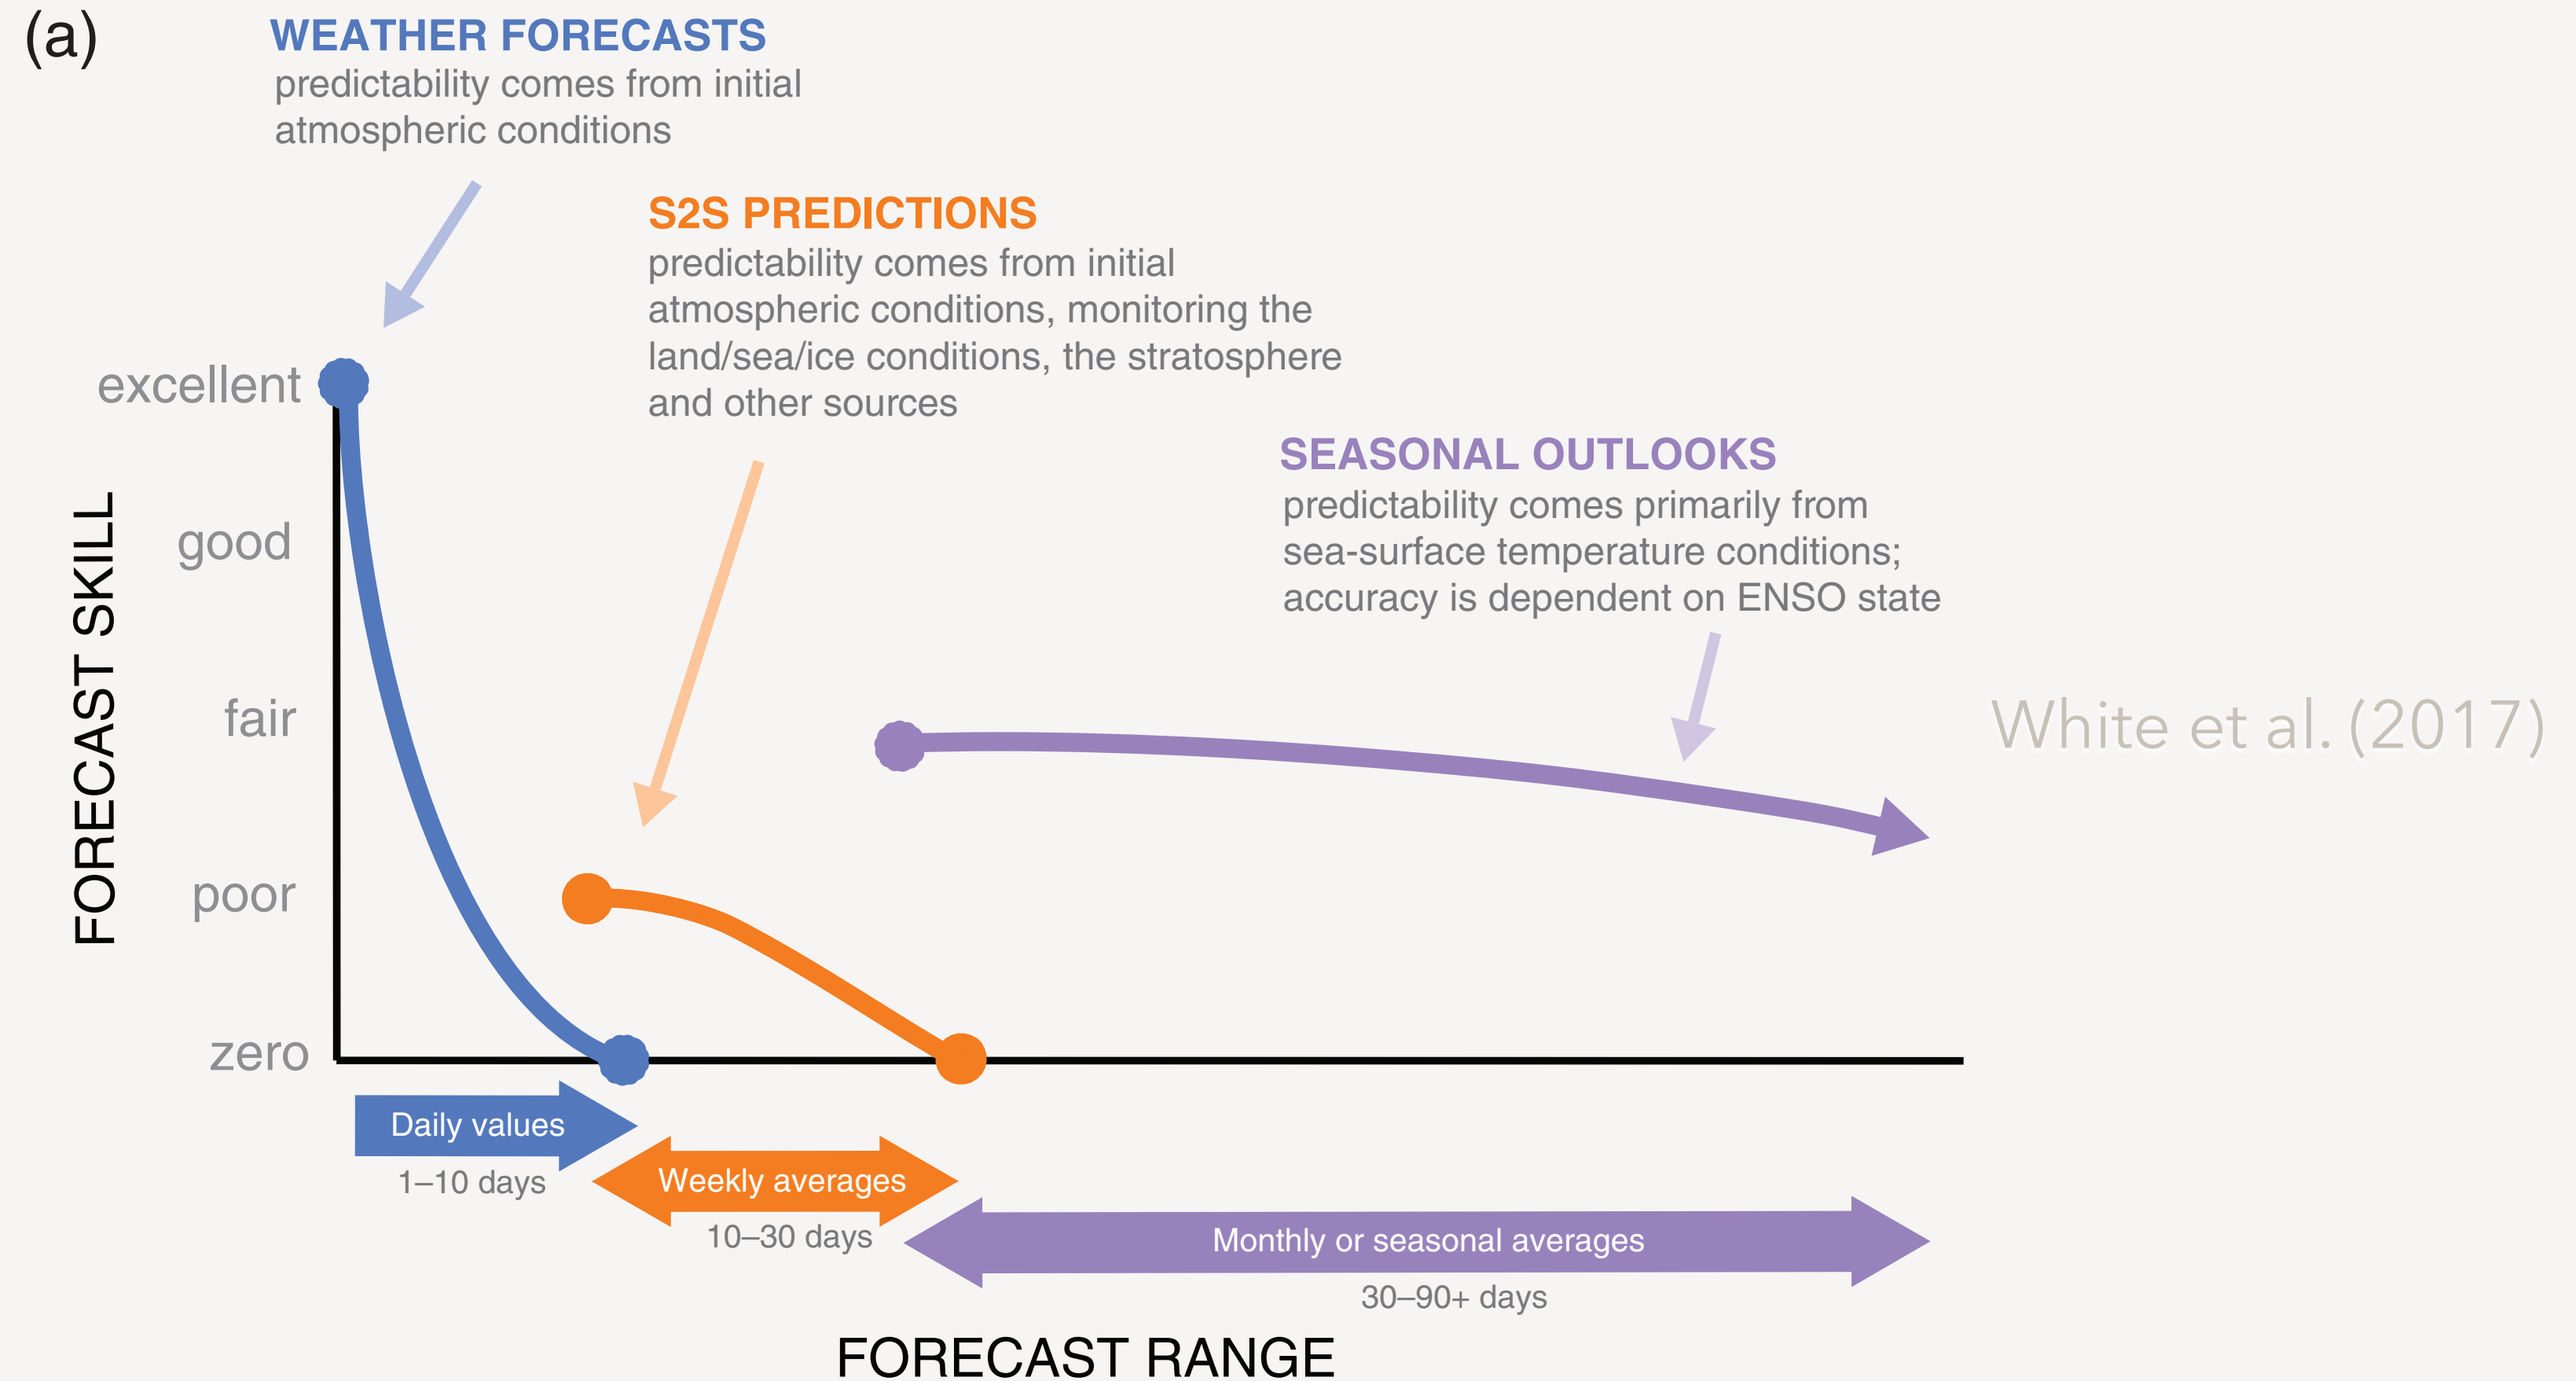 (a)
WEATHER FORECASTS
predictability comes from initial
atmospheric conditions
S2S PREDICTIONS
predictability comes from initial
atmospheric conditions, monitoring the
land/sea/ice conditions, the stratosphere
and other sources
SEASONAL OUTLOOKS
predictability comes primarily from
sea-surface temperature conditions;
accuracy is dependent on ENSO state
White et al. (2017)
FORECAST SKILL
excellent
good
fair
poor
zero
Daily values
1–10 days
Weekly averages
10–30 days
Monthly or seasonal averages
30–90+ days
FORECAST RANGE